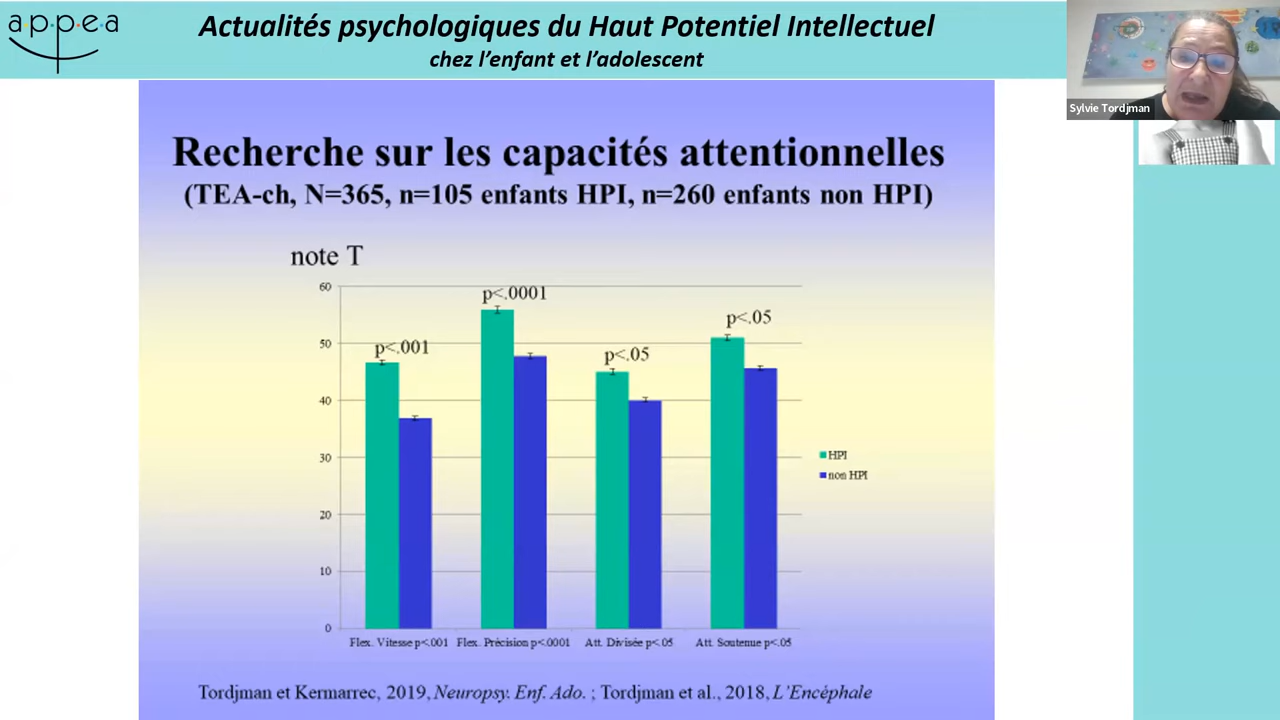 a·p·p·e·a
Actualités psychologiques du Haut Potentiel Intellectuel
chez l'enfant et l'adolescent
Sylvie Tordjman
Recherche sur les capacités attentionnelles
(TEA-ch, N=365, n=105 enfants HPI, n=260 enfants non HPI)
note T
60
50
40
30
20
10
0
p<.001
p<.0001
p<.05
p<.05
HPI
non HPI
Flex. Vitesse p<.001 Flex. Précision p<.0001 Att. Divisée p<.05 Att. Soutenue p<.05
Tordjman et Kermarrec, 2019, Neuropsy. Enf. Ado. ; Tordjman et al., 2018, L'Encéphale